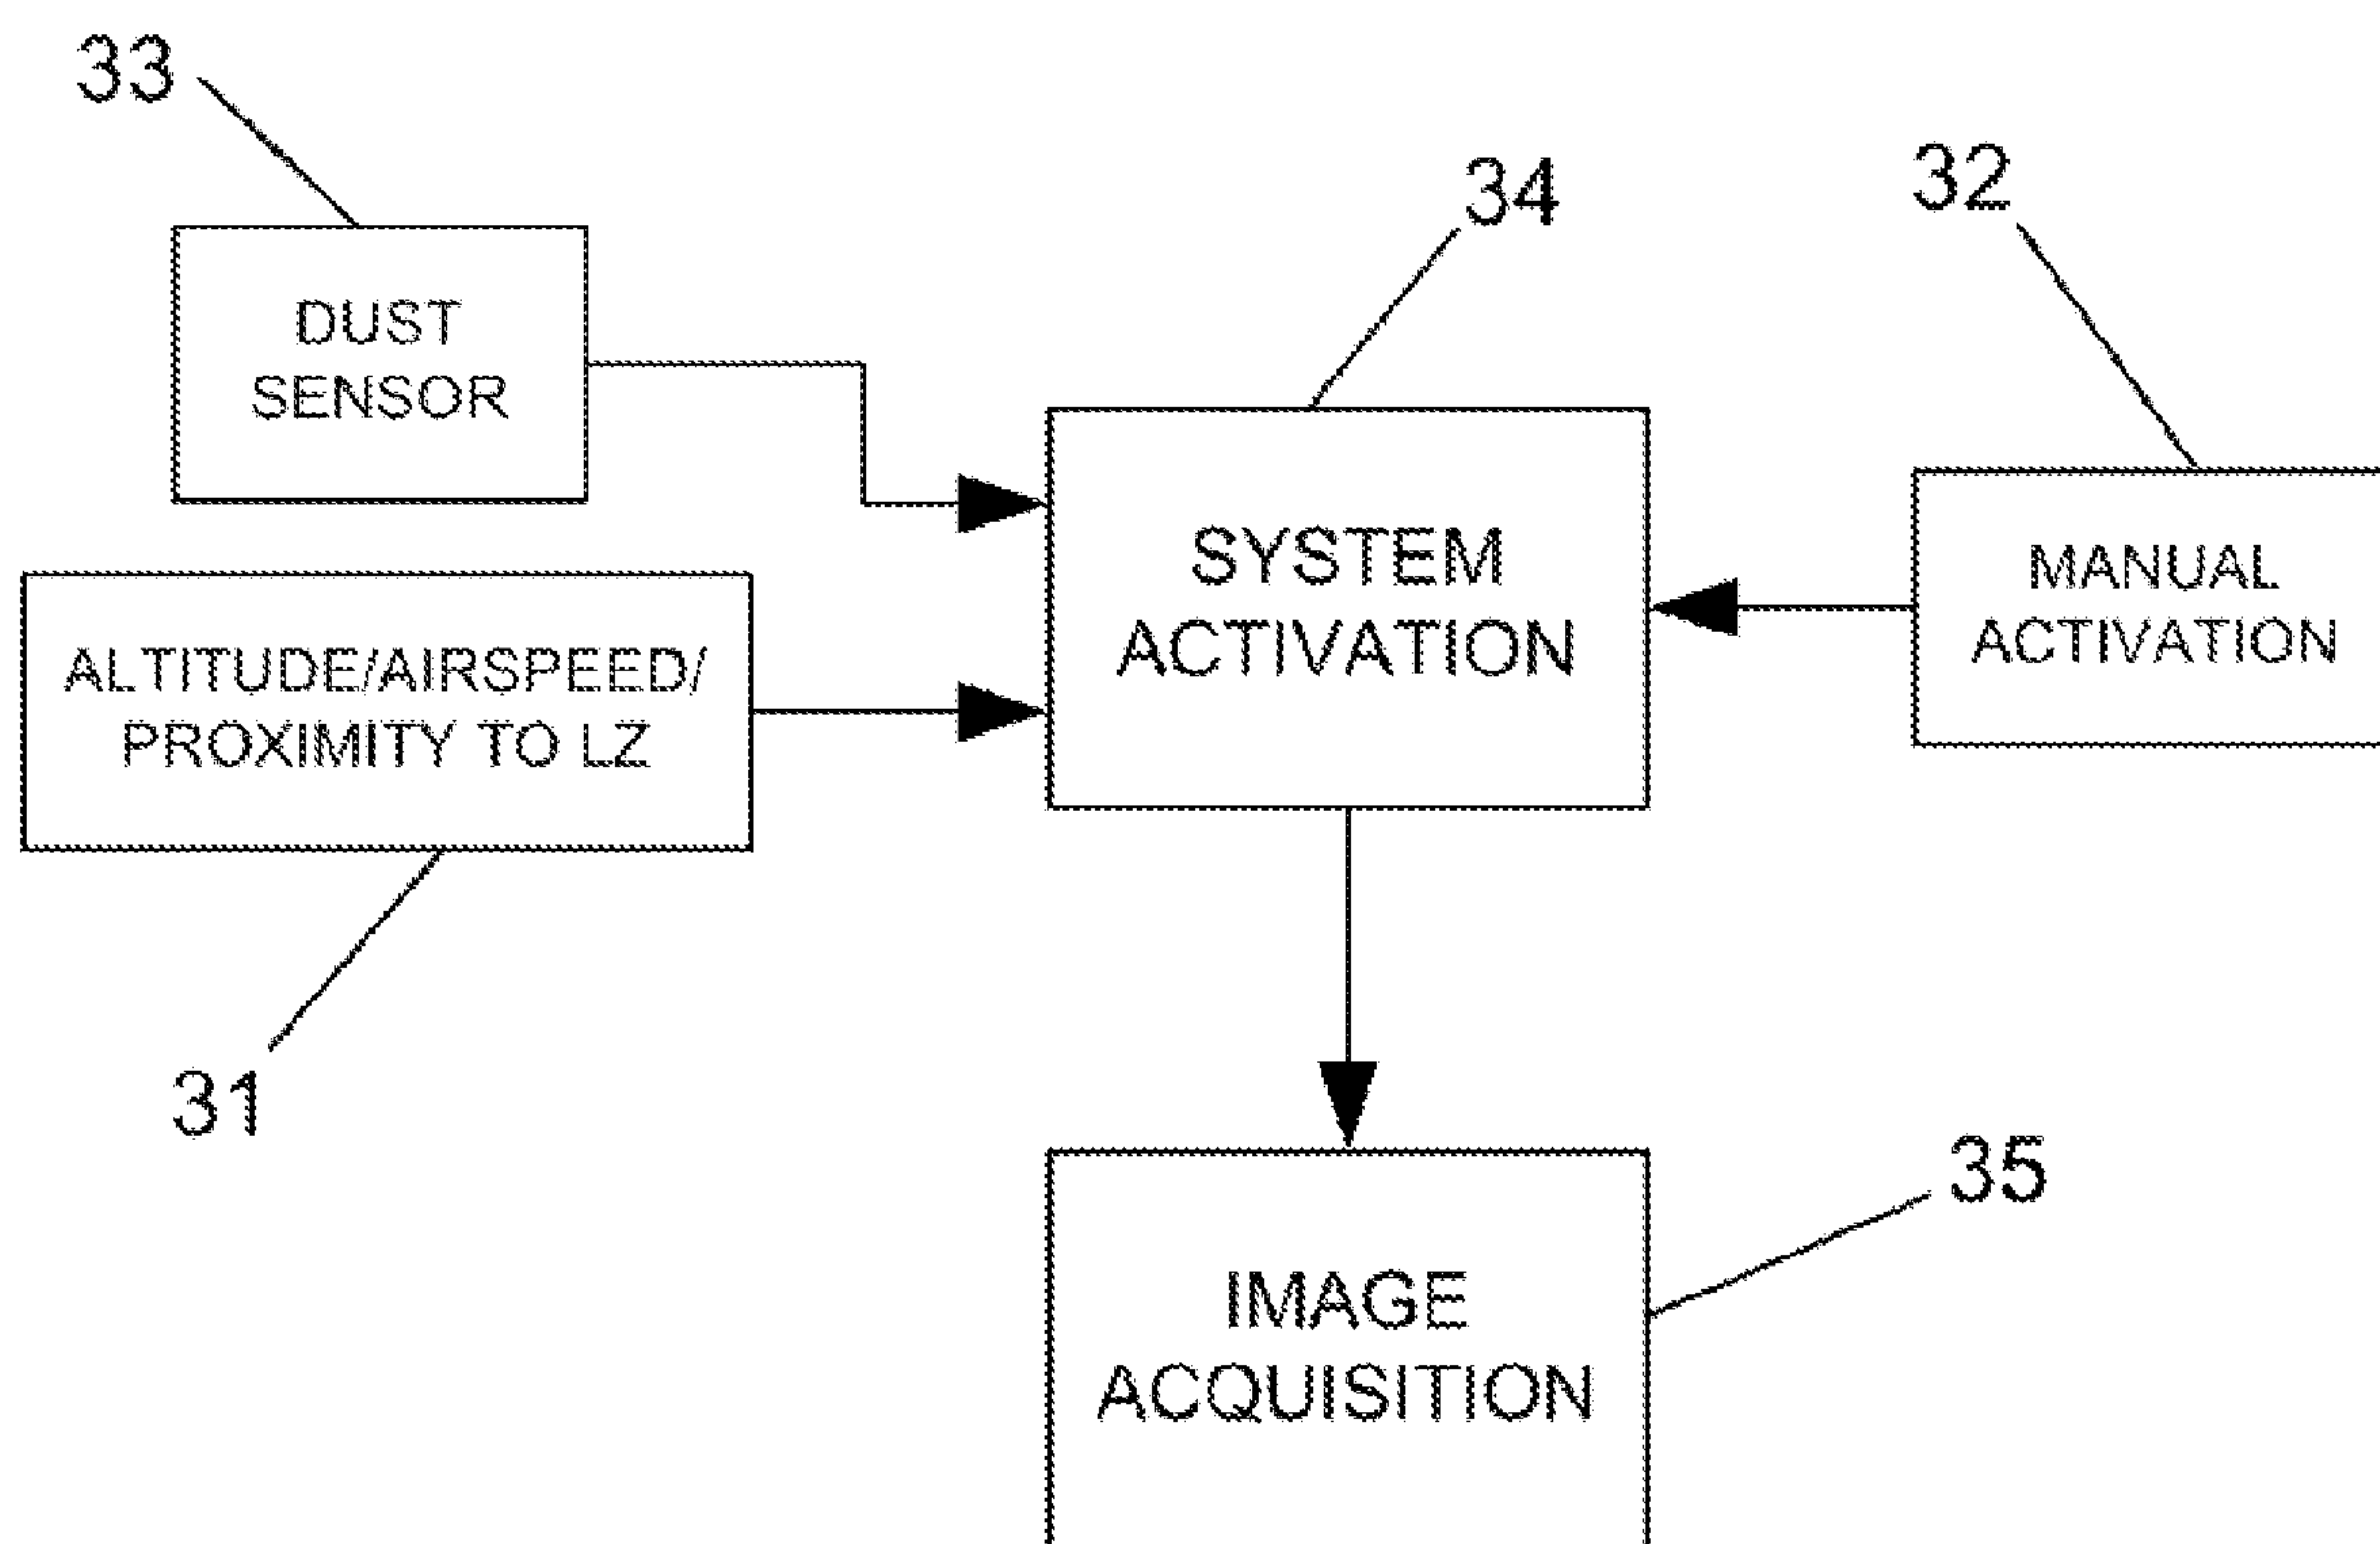 33
34
32
DUST
SENSOR
SYSTEM
ACTIVATION
MANUAL
ACTIVATION
ALTITUDE/AIRSPEED/
PROXIMITY TO LZ
31
35
IMAGE
ACQUISITION